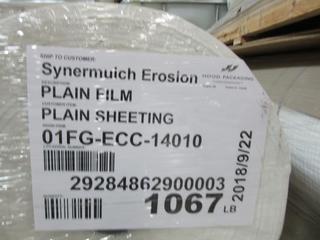 SHIP TO CUSTOMER:
Synermuich Erosion
HOOD PACKAGING
DESCRIPTION:
PLAIN FILM
CUSTOMER ITEM:
PLAIN SHEETING
01FG-ECC-14010
29284862900003
2018/9/22
1067 LB